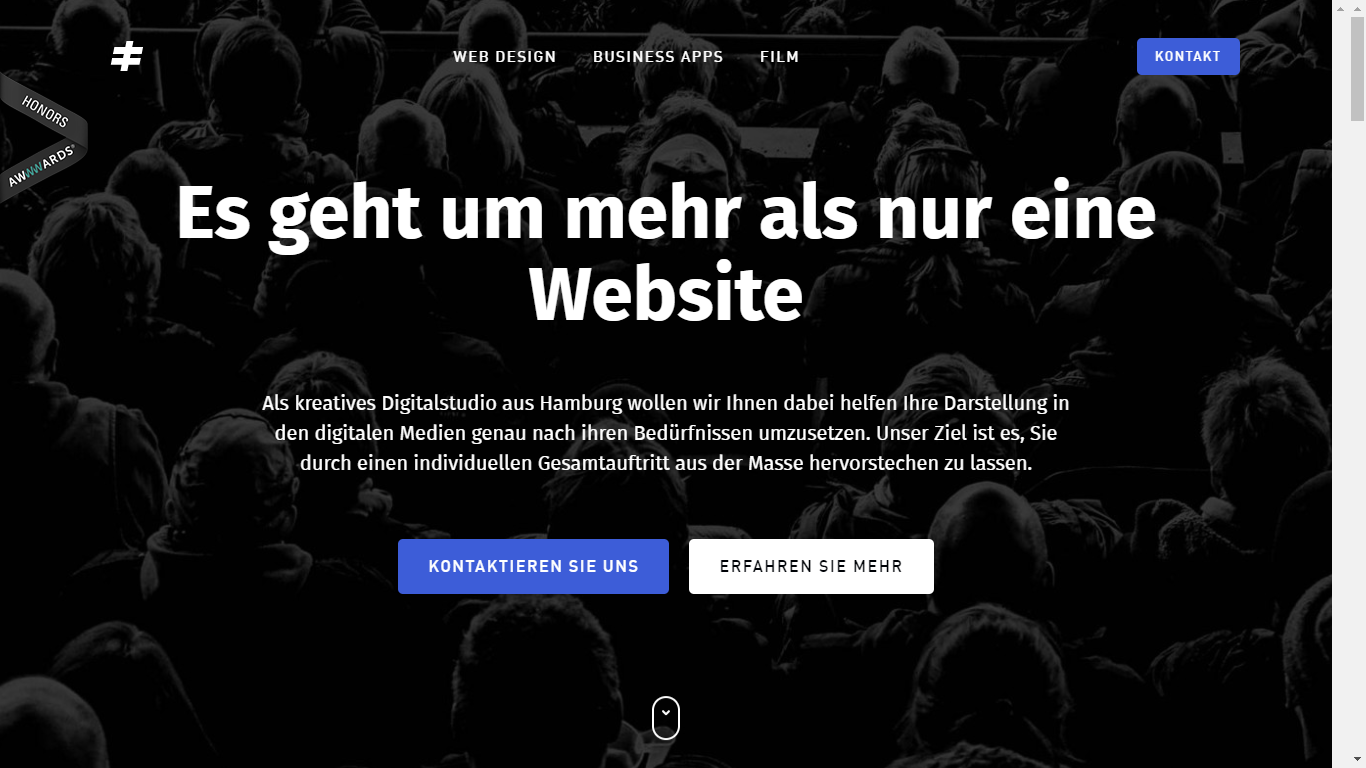 WEB DESIGN
BUSINESS APPS
FILM
KONTAKT
HONORS
AWWWARDS®
Es geht um mehr als nur eine
Website
Als kreatives Digitalstudio aus Hamburg wollen wir Ihnen dabei helfen Ihre Darstellung in
den digitalen Medien genau nach ihren Bedürfnissen umzusetzen. Unser Ziel ist es, Sie
durch einen individuellen Gesamtauftritt aus der Masse hervorstechen zu lassen.
KONTAKTIEREN SIE UNS
ERFAHREN SIE MEHR